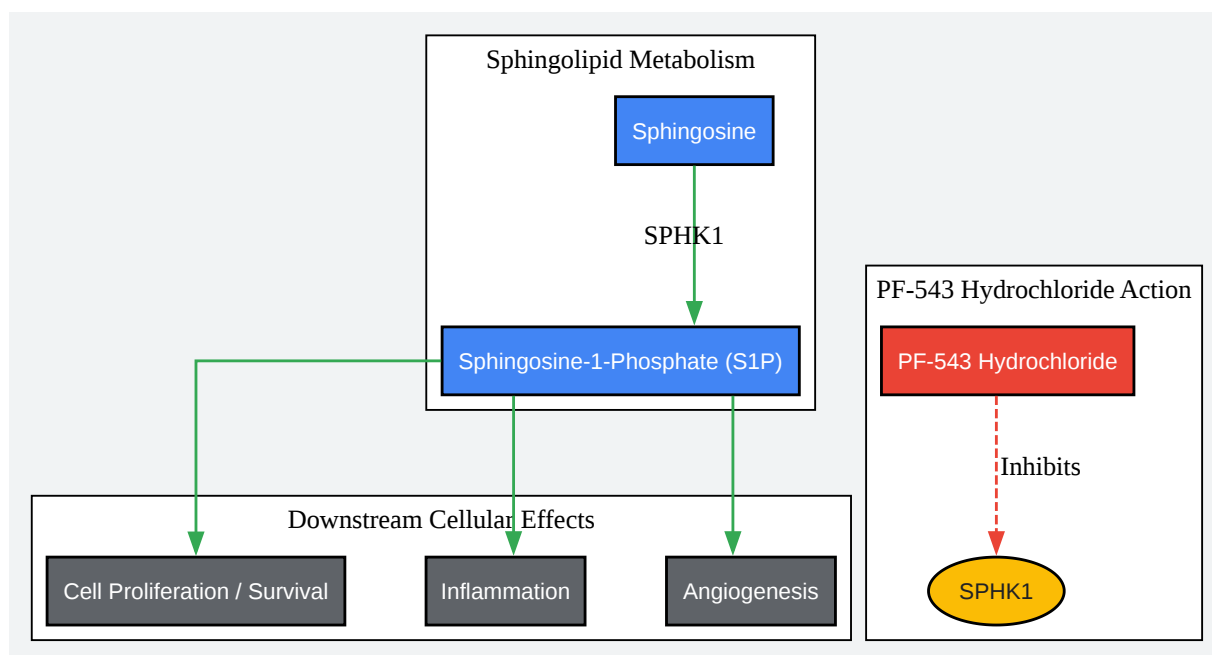 Sphingolipid Metabolism
Sphingosine
SPHK1
Sphingosine-1-Phosphate (S1P)
PF-543 Hydrochloride Action
PF-543 Hydrochloride
Inhibits
SPHK1
Downstream Cellular Effects
Cell Proliferation / Survival
Inflammation
Angiogenesis